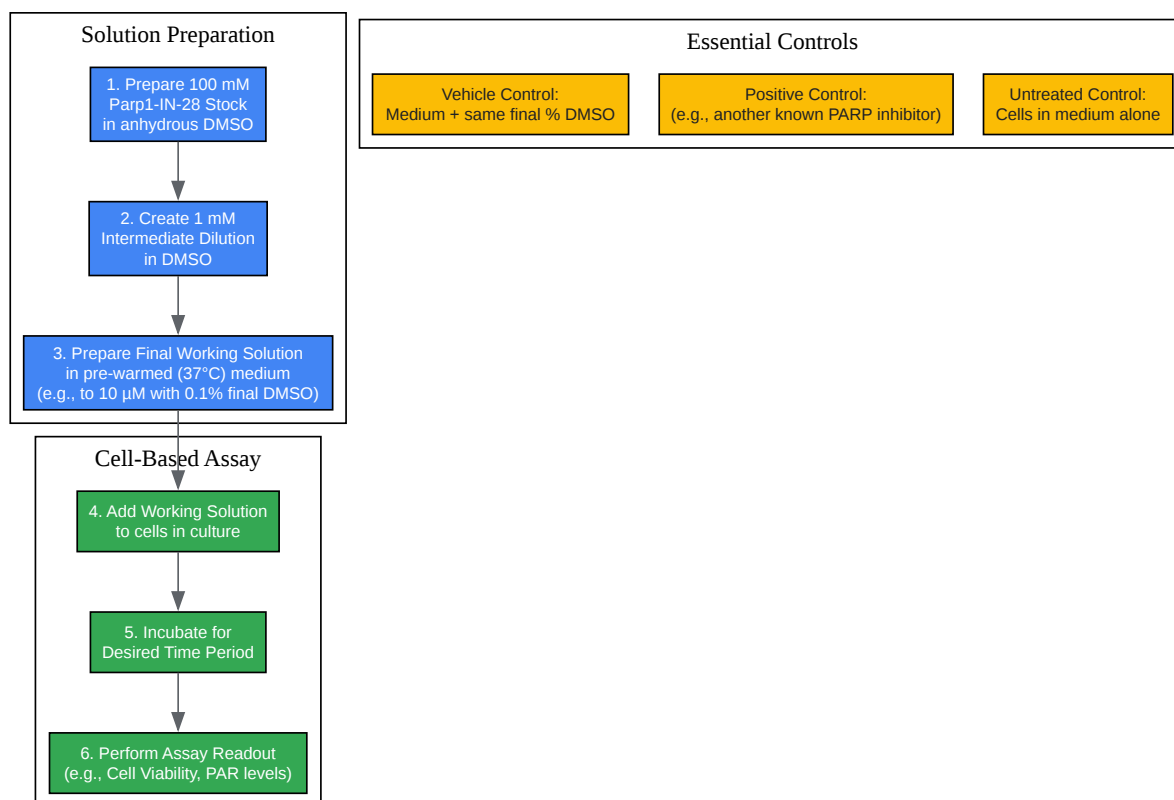 Solution Preparation
1. Prepare 100 mM
Parp1-IN-28 Stock
in anhydrous DMSO
2. Create 1 mM
Intermediate Dilution
in DMSO
3. Prepare Final Working Solution
in pre-warmed (37°C) medium
(e.g., to 10 µM with 0.1% final DMSO)
Cell-Based Assay
4. Add Working Solution
to cells in culture
5. Incubate for
Desired Time Period
6. Perform Assay Readout
(e.g., Cell Viability, PAR levels)
Essential Controls
Vehicle Control:
Medium + same final % DMSO
Positive Control:
(e.g., another known PARP inhibitor)
Untreated Control:
Cells in medium alone